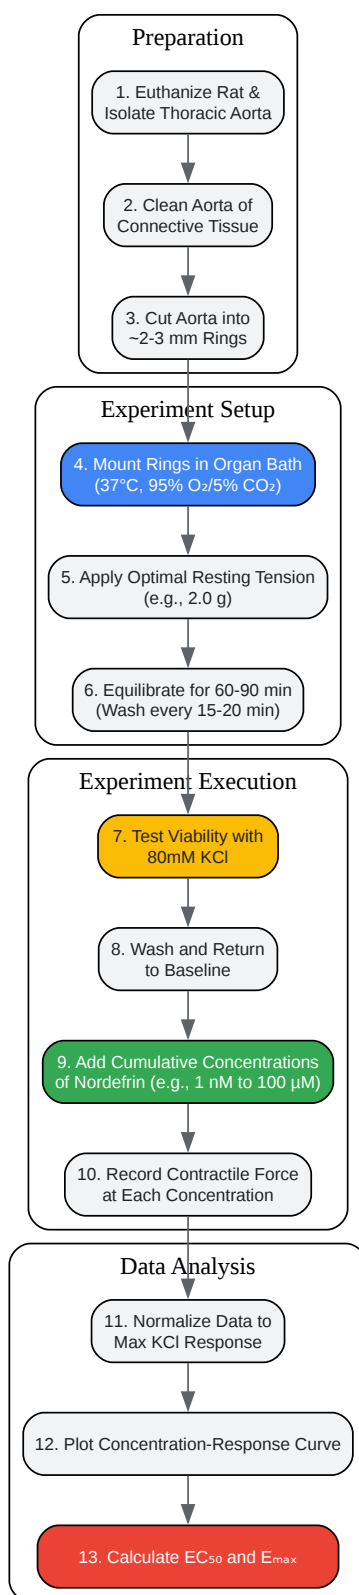 Preparation
1. Euthanize Rat &
Isolate Thoracic Aorta
2. Clean Aorta of
Connective Tissue
3. Cut Aorta into
~2-3 mm Rings
Experiment Setup
4. Mount Rings in Organ Bath
(37°C, 95% O₂/5% CO₂)
5. Apply Optimal Resting Tension
(e.g., 2.0 g)
6. Equilibrate for 60-90 min
(Wash every 15-20 min)
Experiment Execution
7. Test Viability with
80mM KCl
8. Wash and Return
to Baseline
9. Add Cumulative Concentrations
of Nordefrin (e.g., 1 nM to 100 µM)
10. Record Contractile Force
at Each Concentration
Data Analysis
11. Normalize Data to
Max KCl Response
12. Plot Concentration-Response Curve
13. Calculate EC₅₀ and Eₘₐₓ